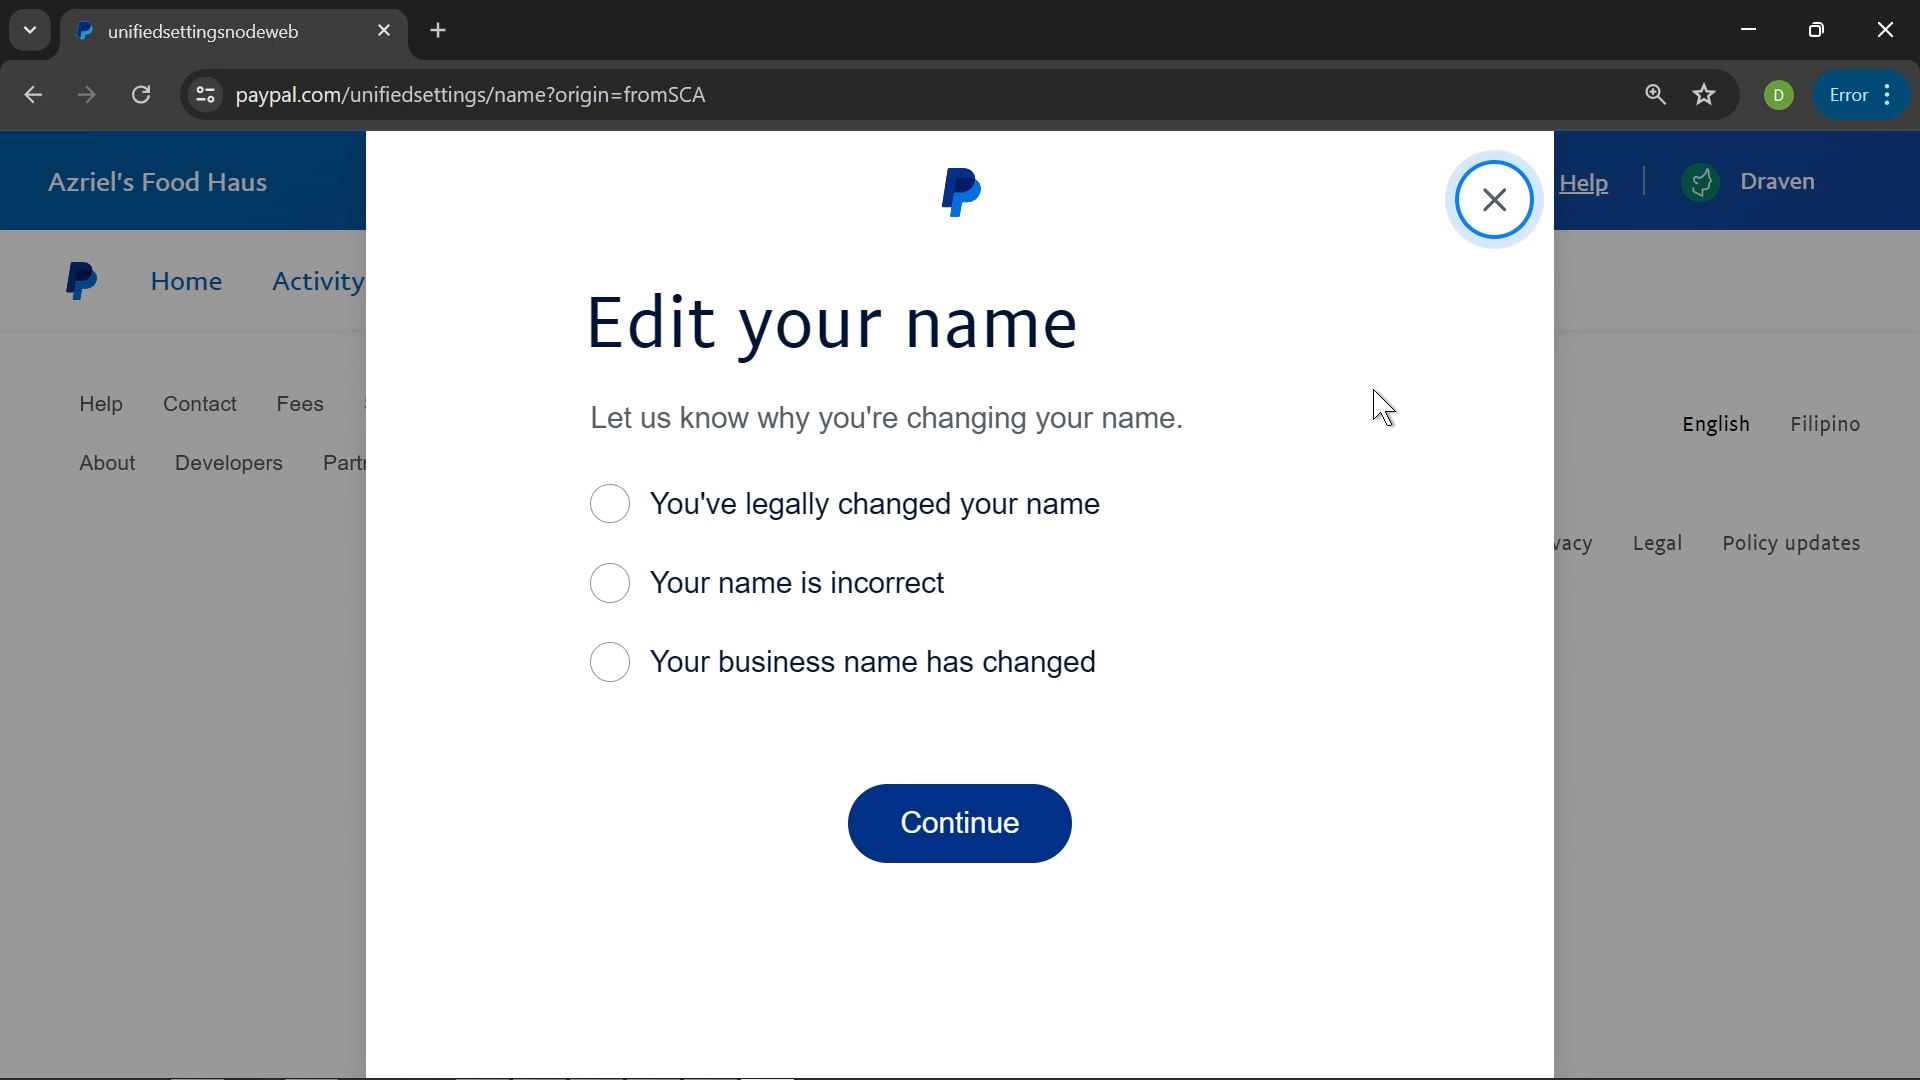 unifiedsettingsnodeweb
paypal.com/unifiedsettings/name?origin=fromSCA
D
Error
Azriel's Food Haus
Help
Draven
Home
Activity
Edit your name
Let us know why you're changing your name.
Help Contact Fees
English Filipino
About Developers
You've legally changed your name
Legal Policy updates
Your name is incorrect
Your business name has changed
Continue